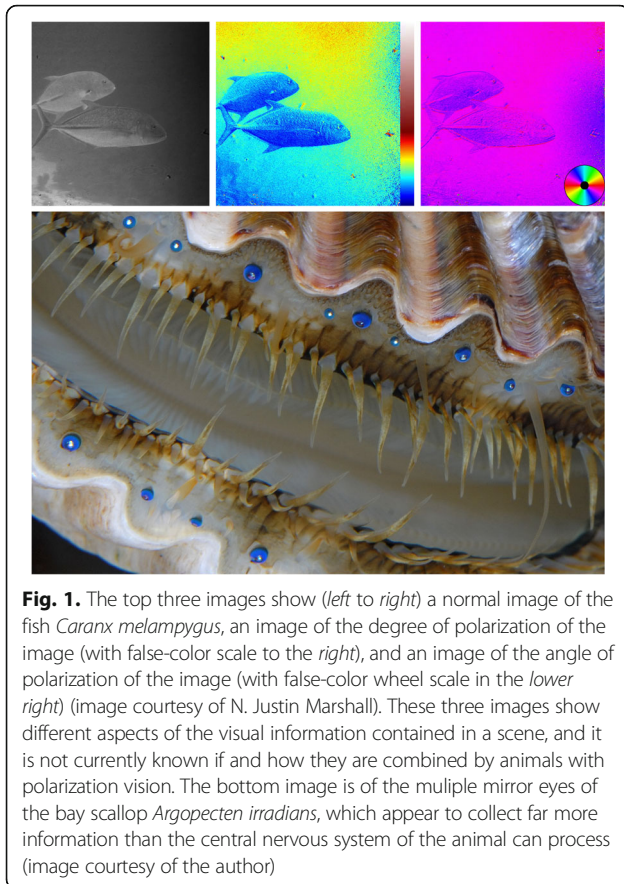 Fig. 1. The top three images show (left to right) a normal image of the
fish Caranx melampygus, an image of the degree of polarization of the
image (with false-color scale to the right), and an image of the angle of
polarization of the image (with false-color wheel scale in the lower
right) (image courtesy of N. Justin Marshall). These three images show
different aspects of the visual information contained in a scene, and it
is not currently known if and how they are combined by animals with
polarization vision. The bottom image is of the muliple mirror eyes of
the bay scallop Argopecten irradians, which appear to collect far more
information than the central nervous system of the animal can process
(image courtesy of the author)